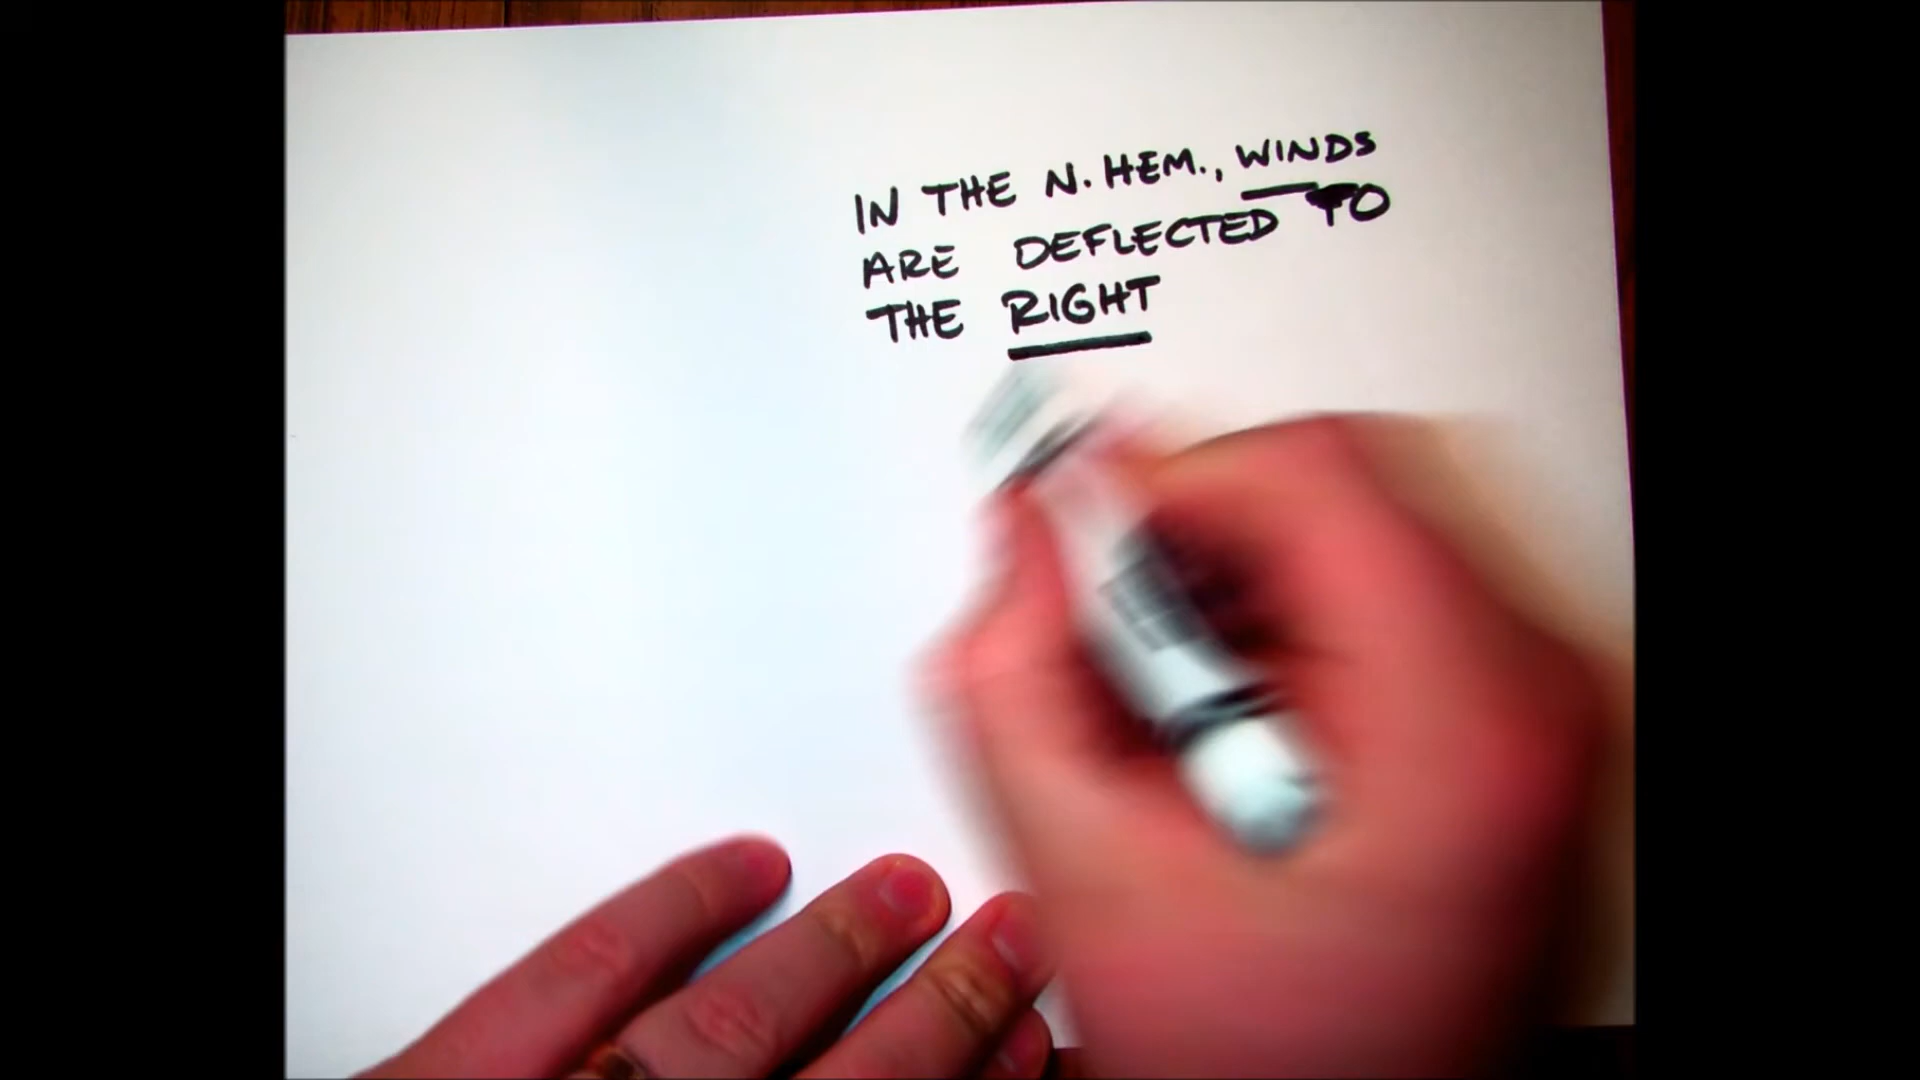 IN THE N. HEM., WINDS
ARE DEFLECTED TO
THE RIGHT